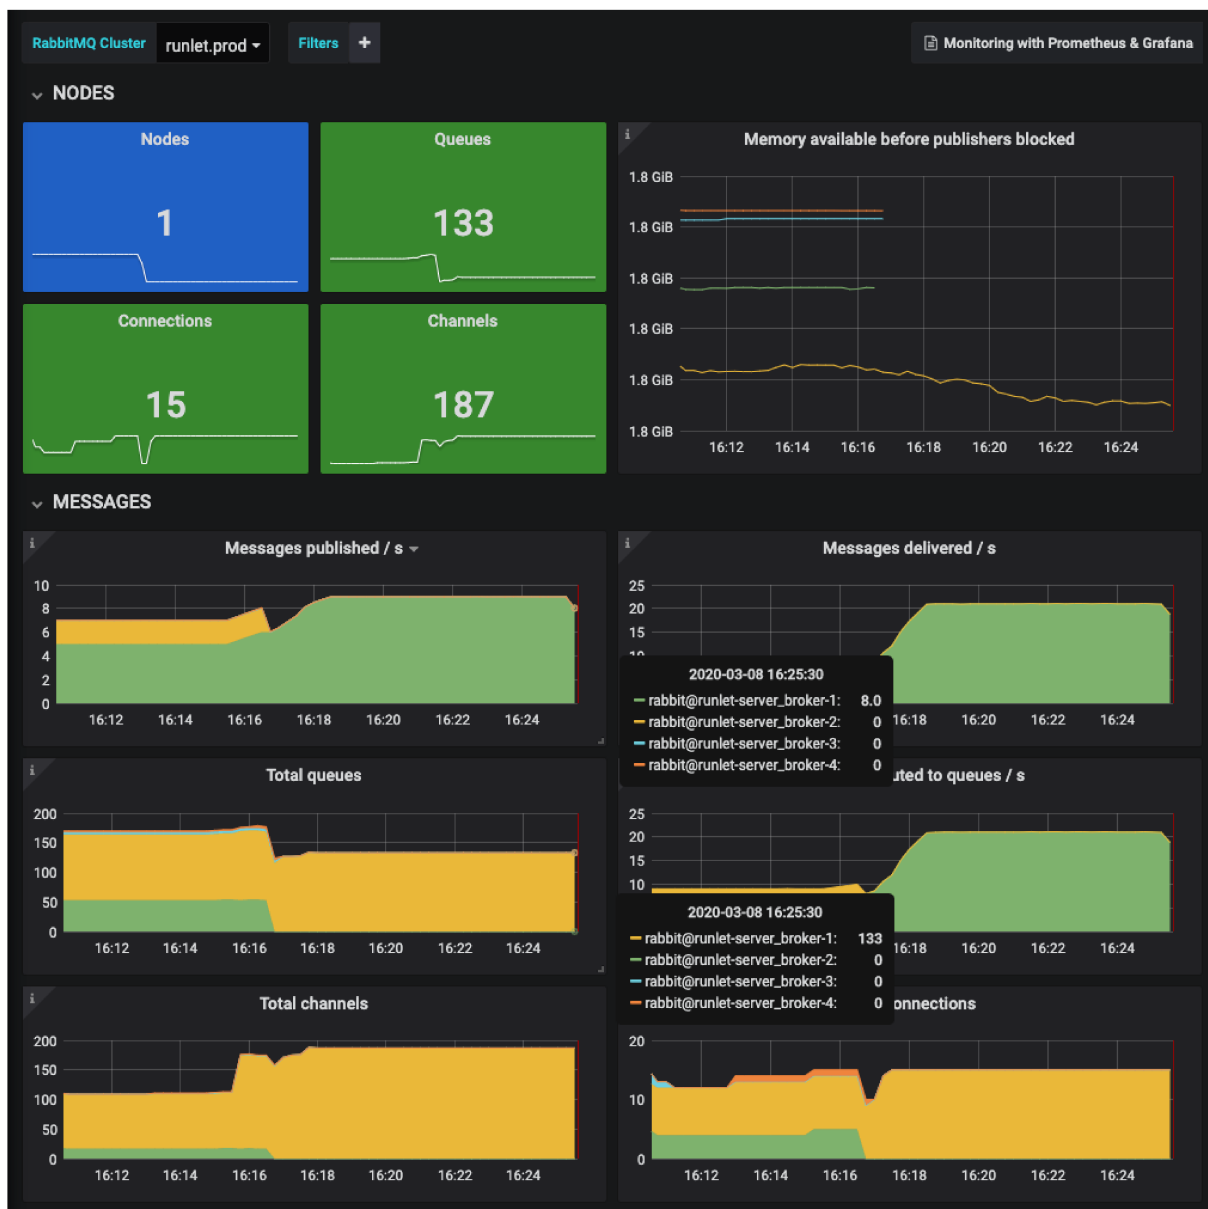 RabbitMQ Cluster runlet.prod Filters + Monitoring with Prometheus & Grafana
NODES
Nodes
1
Queues
133
Connections
15
Channels
187
i
Memory available before publishers blocked
1.8 GiB
1.8 GiB
1.8 GiB
1.8 GiB
1.8 GiB
1.8 GiB
16:12 16:14 16:16 16:18 16:20 16:22 16:24
MESSAGES
i
Messages published / s
10
8
6
4
2
0
16:12 16:14 16:16 16:18 16:20 16:22 16:24
i
Messages delivered / s
25
20
15
10
16:18 16:20 16:22 16:24
2020-03-08 16:25:30
rabbit@runlet-server_broker-1: 8.0
rabbit@runlet-server_broker-2: 0
rabbit@runlet-server_broker-3: 0
rabbit@runlet-server_broker-4: 0
i
Total queues
200
150
100
50
0
16:12 16:14 16:16 16:18 16:20 16:22 16:24
uted to queues / s
25
20
15
10
16:18 16:20 16:22 16:24
2020-03-08 16:25:30
rabbit@runlet-server_broker-1: 133
rabbit@runlet-server_broker-2: 0
rabbit@runlet-server_broker-3: 0
rabbit@runlet-server_broker-4: 0
i
Total channels
200
150
100
50
0
16:12 16:14 16:16 16:18 16:20 16:22 16:24
onnections
20
10
0
16:12 16:14 16:16 16:18 16:20 16:22 16:24